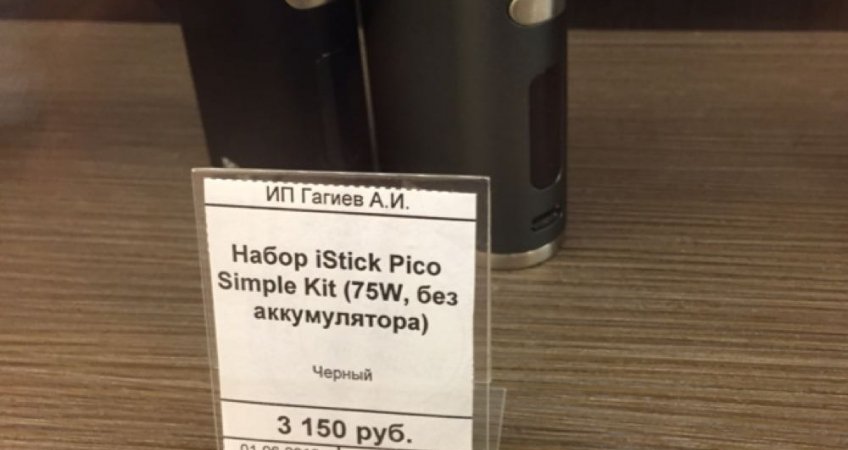 ИП Гагиев А.И.
Набор iStick Pico
Simple Kit (75W, без
аккумулятора)
Черный
3 150 руб.